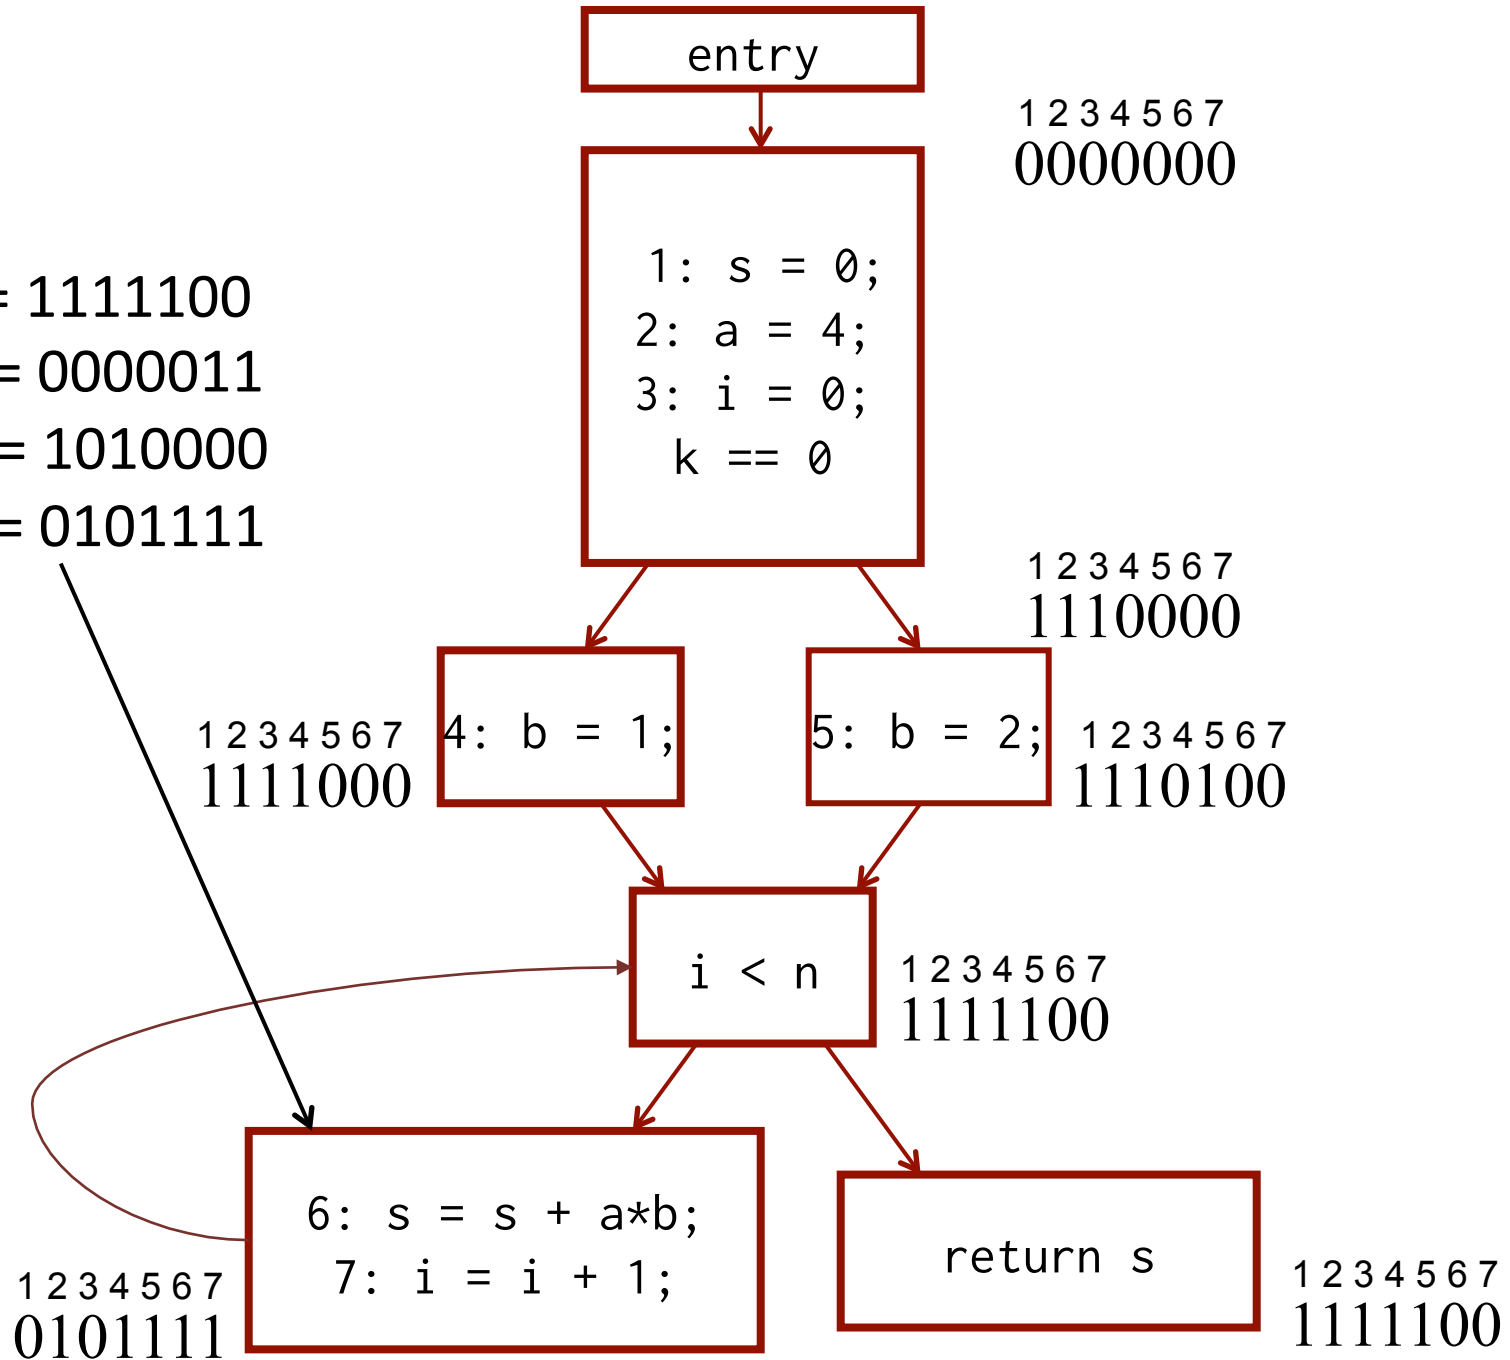 entry
1 2 3 4 5 6 7
0000000
1: s = 0;
2: a = 4;
3: i = 0;
k == 0
= 1111100
= 0000011
= 1010000
= 0101111
1 2 3 4 5 6 7
1110000
1 2 3 4 5 6 7
1111000
4: b = 1;
5: b = 2;
1 2 3 4 5 6 7
1110100
i < n
1 2 3 4 5 6 7
1111100
6: s = s + a*b;
7: i = i + 1;
1 2 3 4 5 6 7
0101111
return s
1 2 3 4 5 6 7
1111100